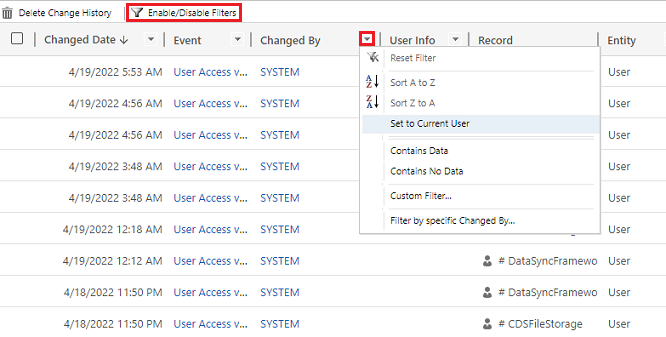 Delete Change History Enable/Disable Filters
Changed Date Event Changed By User Info Record Entity
4/19/2022 5:53 AM User Access v... SYSTEM Reset Filter User
Sort A to Z
4/19/2022 4:56 AM User Access v... SYSTEM Sort Z to A User
4/19/2022 4:56 AM User Access v... SYSTEM Set to Current User User
4/19/2022 3:48 AM User Access v... SYSTEM Contains Data User
4/19/2022 3:48 AM User Access v... SYSTEM Contains No Data User
Custom Filter...
4/19/2022 12:18 AM User Access v... SYSTEM Filter by specific Changed By... User
4/19/2022 12:12 AM User Access v... SYSTEM # DataSyncFramewo User
4/18/2022 11:50 PM User Access v... SYSTEM # DataSyncFramewo User
4/18/2022 11:50 PM User Access v... SYSTEM # CDSFileStorage User